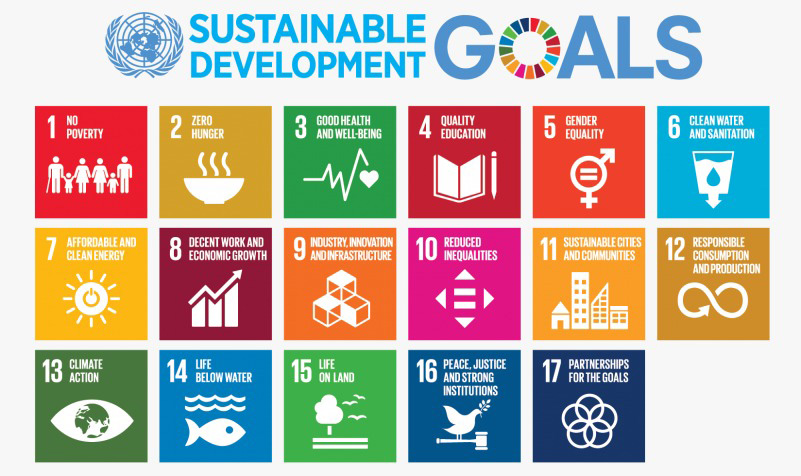 SUSTAINABLE
DEVELOPMENT
GOALS
1 NO
POVERTY
2 ZERO
HUNGER
3 GOOD HEALTH
AND WELL-BEING
4 QUALITY
EDUCATION
5 GENDER
EQUALITY
6 CLEAN WATER
AND SANITATION
7 AFFORDABLE AND
CLEAN ENERGY
8 DECENT WORK AND
ECONOMIC GROWTH
9 INDUSTRY, INNOVATION
AND INFRASTRUCTURE
10 REDUCED
INEQUALITIES
11 SUSTAINABLE CITIES
AND COMMUNITIES
12 RESPONSIBLE
CONSUMPTION
AND PRODUCTION
13 CLIMATE
ACTION
14 LIFE
BELOW WATER
15 LIFE
ON LAND
16 PEACE, JUSTICE
AND STRONG
INSTITUTIONS
17 PARTNERSHIPS
FOR THE GOALS